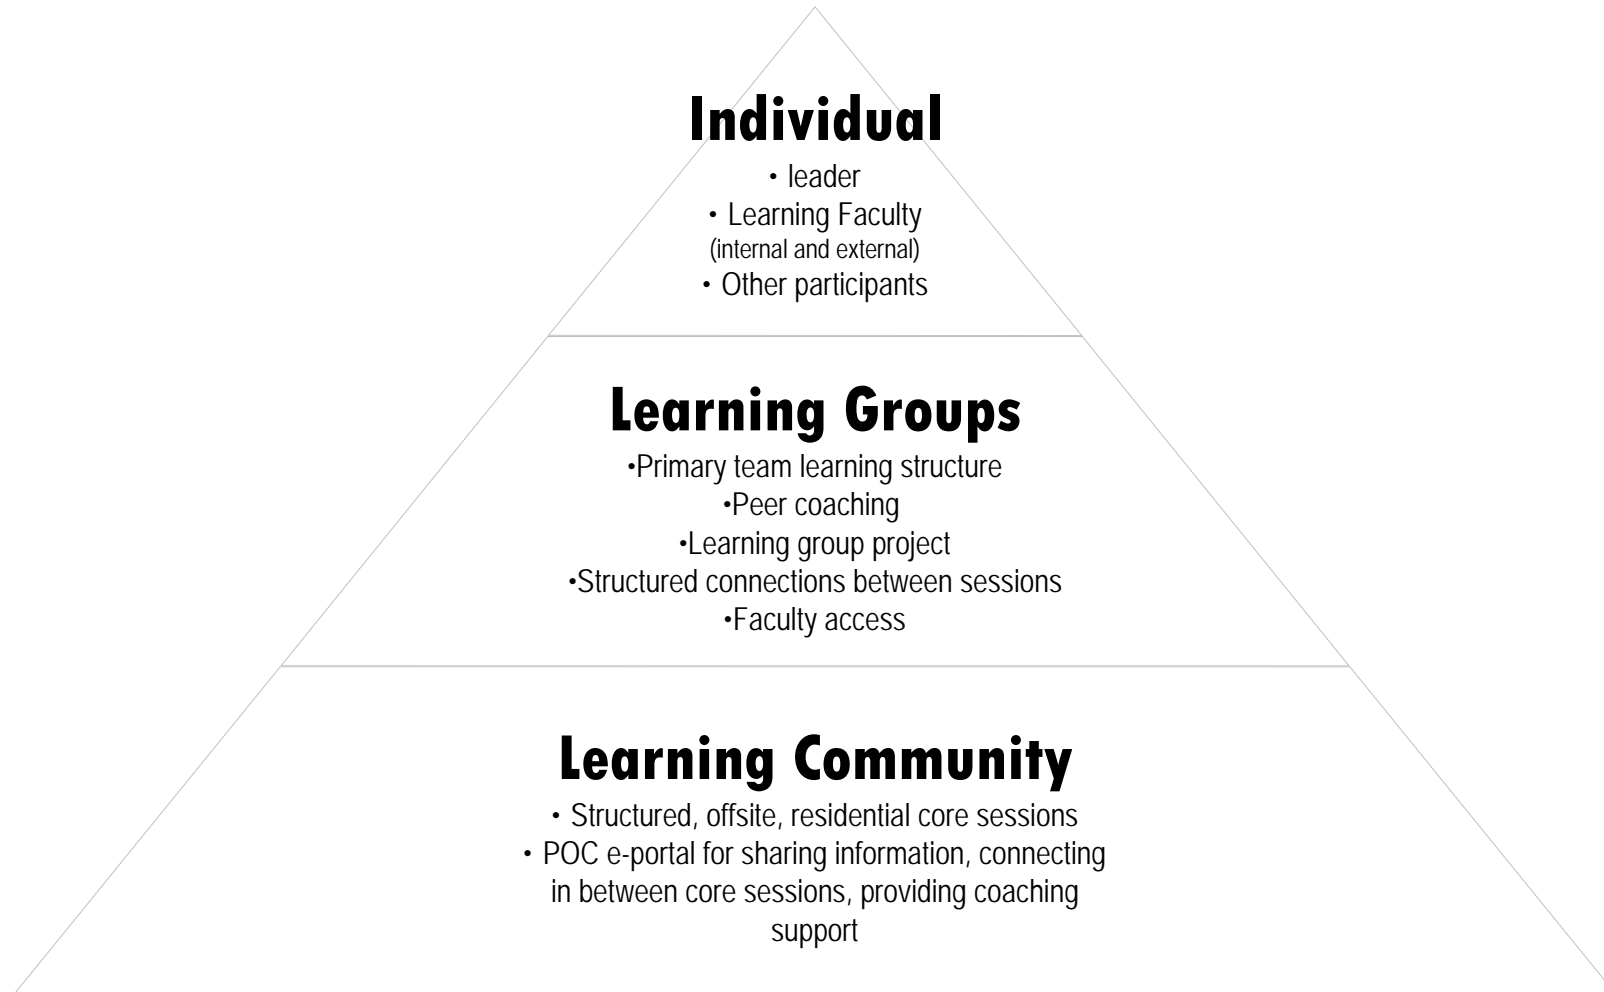 Individual
• leader
• Learning Faculty
(internal and external)
• Other participants
Learning Groups
•Primary team learning structure
•Peer coaching
•Learning group project
•Structured connections between sessions
•Faculty access
Learning Community
• Structured, offsite, residential core sessions
• POC e-portal for sharing information, connecting
in between core sessions, providing coaching
support